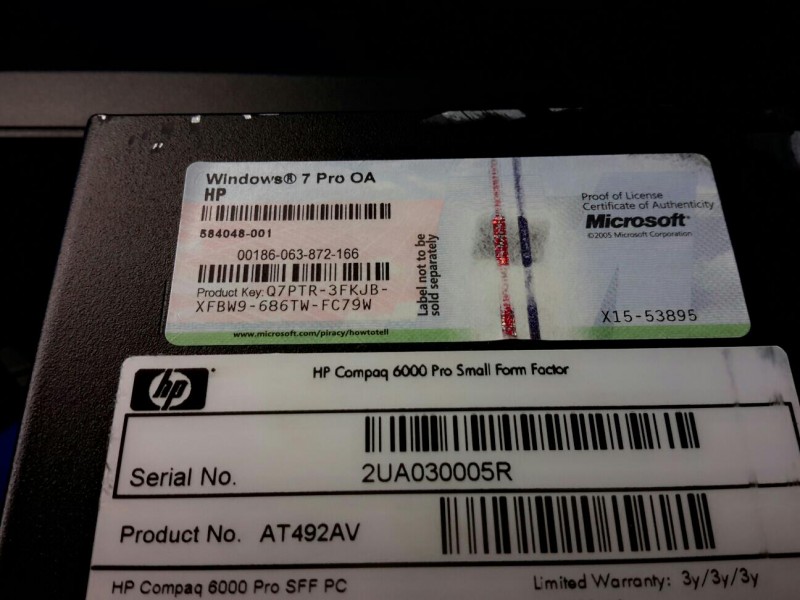 Windows® 7 Pro OA
HP
584048-001
00186-063-872-166
Product Key: Q7PTR-3FKJB-
XFBW9-686TW-FC79W
www.microsoft.com/piracy/howtotell
Label not to be
sold separately
Proof of License
Certificate of Authenticity
Microsoft®
©2005 Microsoft Corporation
X15-53895
hp
HP Compaq 6000 Pro Small Form Factor
Serial No. 2UA030005R
Product No. AT492AV
HP Compaq 6000 Pro SFF PC Limited Warranty: 3y/3y/3y